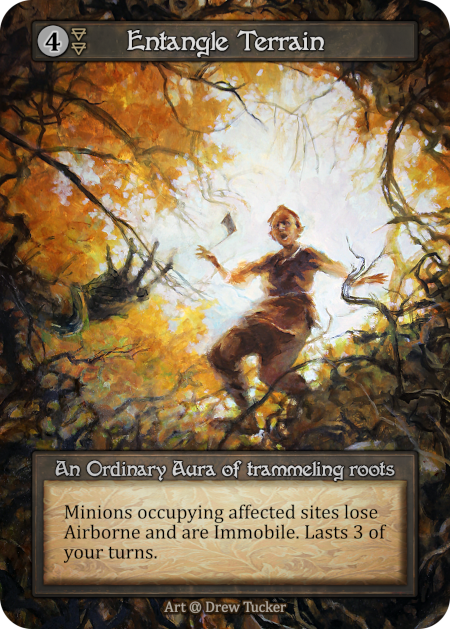 4
Entangle Terrain
An Ordinary Aura of trammeling roots
Minions occupying affected sites lose
Airborne and are Immobile. Lasts 3 of
your turns.
Art @ Drew Tucker